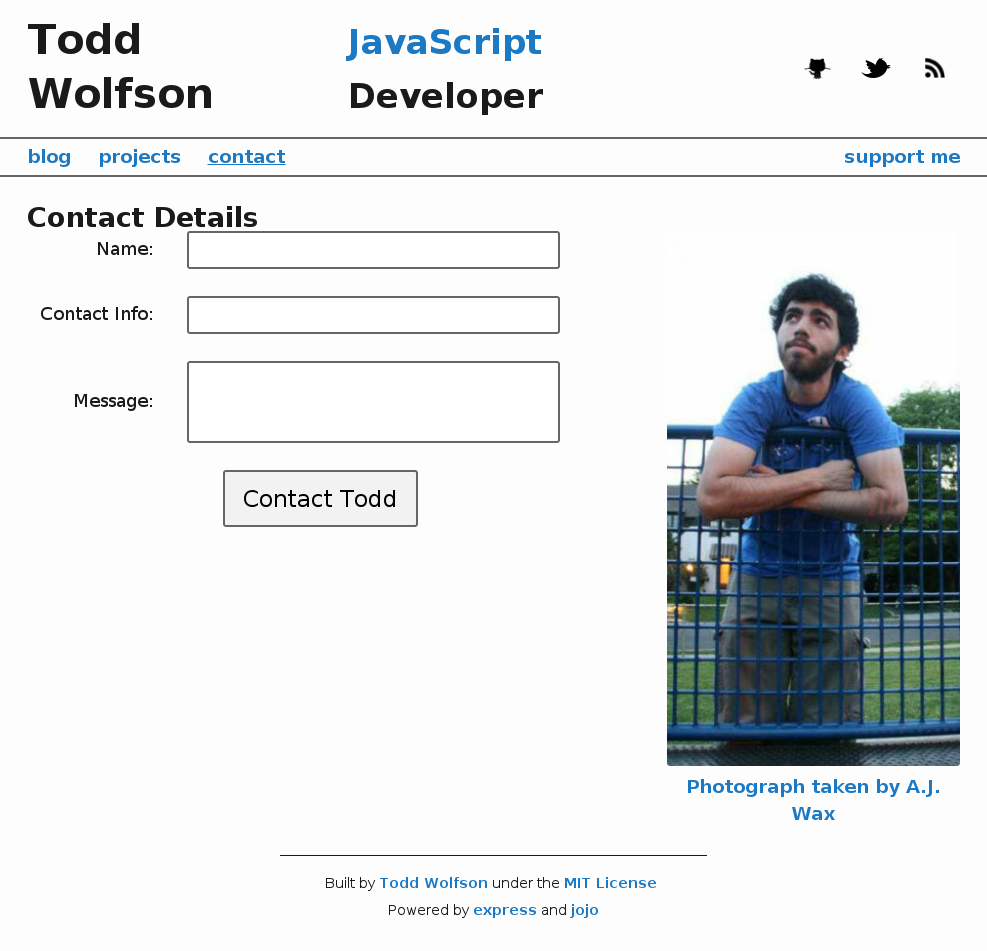 Todd
Wolfson
JavaScript
Developer
blog projects contact support me
Contact Details
Name:
Contact Info:
Message:
Contact Todd
Photograph taken by A.J.
Wax
Built by Todd Wolfson under the MIT License
Powered by express and jojo